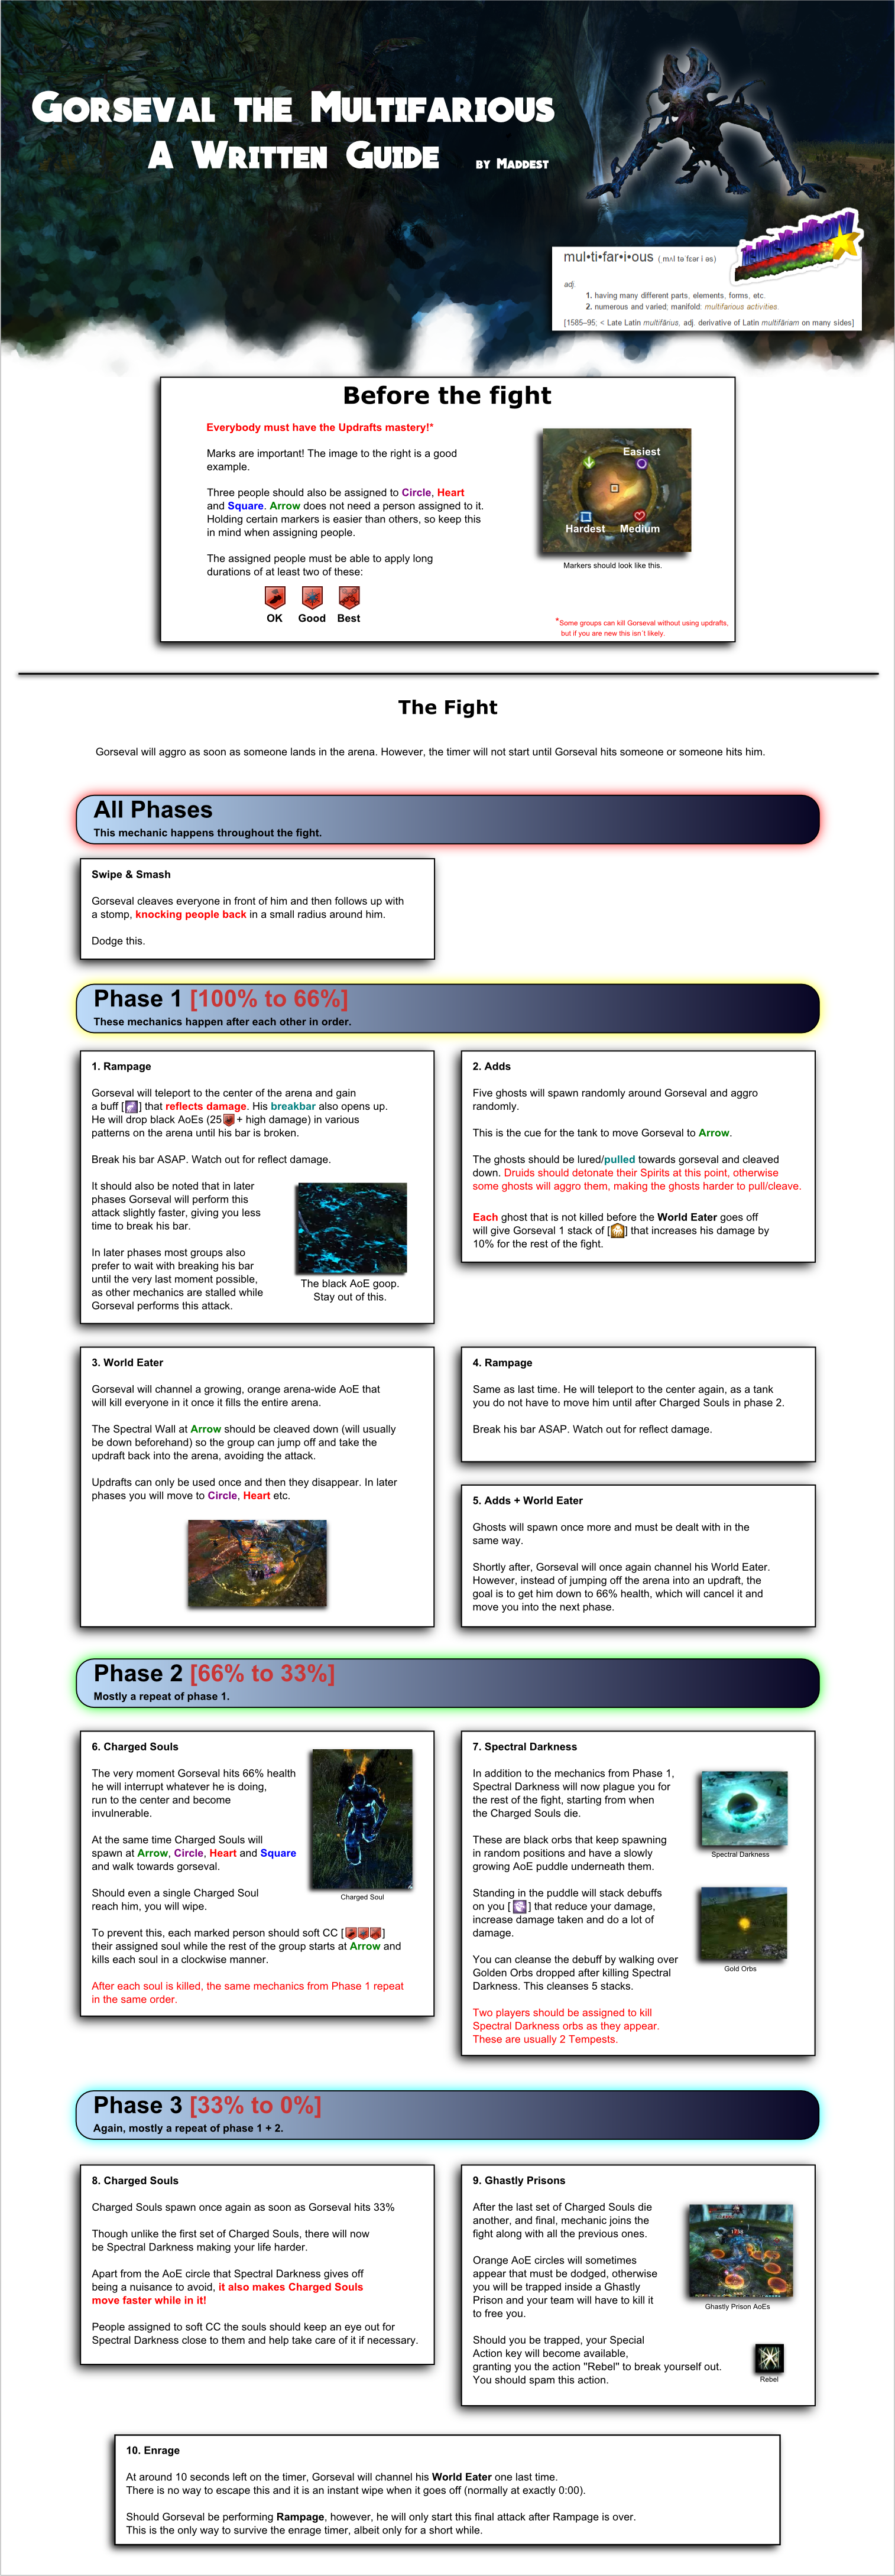 Gorseval the Multifarious
A Written Guide by Maddest
mul•ti•far•i•ous (ˌmʌl təˈfɛər i əs)
adj.
1. having many different parts, elements, forms, etc.
2. numerous and varied; manifold: multifarious activities.
[1585–95; < Late Latin multifārius, adj. derivative of Latin multifāriam on many sides]
Before the fight
Everybody must have the Updrafts mastery!*
Marks are important! The image to the right is a good
example.
Three people should also be assigned to Circle, Heart
and Square. Arrow does not need a person assigned to it.
Holding certain markers is easier than others, so keep this
in mind when assigning people.
The assigned people must be able to apply long
durations of at least two of these:
OK Good Best
Easiest
Hardest Medium
Markers should look like this.
*Some groups can kill Gorseval without using updrafts,
but if you are new this isn´t likely.
The Fight
Gorseval will aggro as soon as someone lands in the arena. However, the timer will not start until Gorseval hits someone or someone hits him.
All Phases
This mechanic happens throughout the fight.
Swipe & Smash
Gorseval cleaves everyone in front of him and then follows up with
a stomp, knocking people back in a small radius around him.
Dodge this.
Phase 1 [100% to 66%]
These mechanics happen after each other in order.
1. Rampage
Gorseval will teleport to the center of the arena and gain
a buff [ ] that reflects damage. His breakbar also opens up.
He will drop black AoEs (25 + high damage) in various
patterns on the arena until his bar is broken.
Break his bar ASAP. Watch out for reflect damage.
It should also be noted that in later
phases Gorseval will perform this
attack slightly faster, giving you less
time to break his bar.
In later phases most groups also
prefer to wait with breaking his bar
until the very last moment possible,
as other mechanics are stalled while
Gorseval performs this attack.
The black AoE goop.
Stay out of this.
2. Adds
Five ghosts will spawn randomly around Gorseval and aggro
randomly.
This is the cue for the tank to move Gorseval to Arrow.
The ghosts should be lured/pulled towards gorseval and cleaved
down. Druids should detonate their Spirits at this point, otherwise
some ghosts will aggro them, making the ghosts harder to pull/cleave.
Each ghost that is not killed before the World Eater goes off
will give Gorseval 1 stack of [ ] that increases his damage by
10% for the rest of the fight.
3. World Eater
Gorseval will channel a growing, orange arena-wide AoE that
will kill everyone in it once it fills the entire arena.
The Spectral Wall at Arrow should be cleaved down (will usually
be down beforehand) so the group can jump off and take the
updraft back into the arena, avoiding the attack.
Updrafts can only be used once and then they disappear. In later
phases you will move to Circle, Heart etc.
4. Rampage
Same as last time. He will teleport to the center again, as a tank
you do not have to move him until after Charged Souls in phase 2.
Break his bar ASAP. Watch out for reflect damage.
5. Adds + World Eater
Ghosts will spawn once more and must be dealt with in the
same way.
Shortly after, Gorseval will once again channel his World Eater.
However, instead of jumping off the arena into an updraft, the
goal is to get him down to 66% health, which will cancel it and
move you into the next phase.
Phase 2 [66% to 33%]
Mostly a repeat of phase 1.
6. Charged Souls
The very moment Gorseval hits 66% health
he will interrupt whatever he is doing,
run to the center and become
invulnerable.
At the same time Charged Souls will
spawn at Arrow, Circle, Heart and Square
and walk towards gorseval.
Should even a single Charged Soul
reach him, you will wipe.
Charged Soul
To prevent this, each marked person should soft CC [ ]
their assigned soul while the rest of the group starts at Arrow and
kills each soul in a clockwise manner.
After each soul is killed, the same mechanics from Phase 1 repeat
in the same order.
7. Spectral Darkness
In addition to the mechanics from Phase 1,
Spectral Darkness will now plague you for
the rest of the fight, starting from when
the Charged Souls die.
These are black orbs that keep spawning
in random positions and have a slowly
growing AoE puddle underneath them.
Spectral Darkness
Standing in the puddle will stack debuffs
on you [ ] that reduce your damage,
increase damage taken and do a lot of
damage.
You can cleanse the debuff by walking over
Golden Orbs dropped after killing Spectral
Darkness. This cleanses 5 stacks.
Gold Orbs
Two players should be assigned to kill
Spectral Darkness orbs as they appear.
These are usually 2 Tempests.
Phase 3 [33% to 0%]
Again, mostly a repeat of phase 1 + 2.
8. Charged Souls
Charged Souls spawn once again as soon as Gorseval hits 33%
Though unlike the first set of Charged Souls, there will now
be Spectral Darkness making your life harder.
Apart from the AoE circle that Spectral Darkness gives off
being a nuisance to avoid, it also makes Charged Souls
move faster while in it!
People assigned to soft CC the souls should keep an eye out for
Spectral Darkness close to them and help take care of it if necessary.
9. Ghastly Prisons
After the last set of Charged Souls die
another, and final, mechanic joins the
fight along with all the previous ones.
Orange AoE circles will sometimes
appear that must be dodged, otherwise
you will be trapped inside a Ghastly
Prison and your team will have to kill it
to free you.
Ghastly Prison AoEs
Should you be trapped, your Special
Action key will become available,
granting you the action "Rebel" to break yourself out.
You should spam this action.
Rebel
10. Enrage
At around 10 seconds left on the timer, Gorseval will channel his World Eater one last time.
There is no way to escape this and it is an instant wipe when it goes off (normally at exactly 0:00).
Should Gorseval be performing Rampage, however, he will only start this final attack after Rampage is over.
This is the only way to survive the enrage timer, albeit only for a short while.